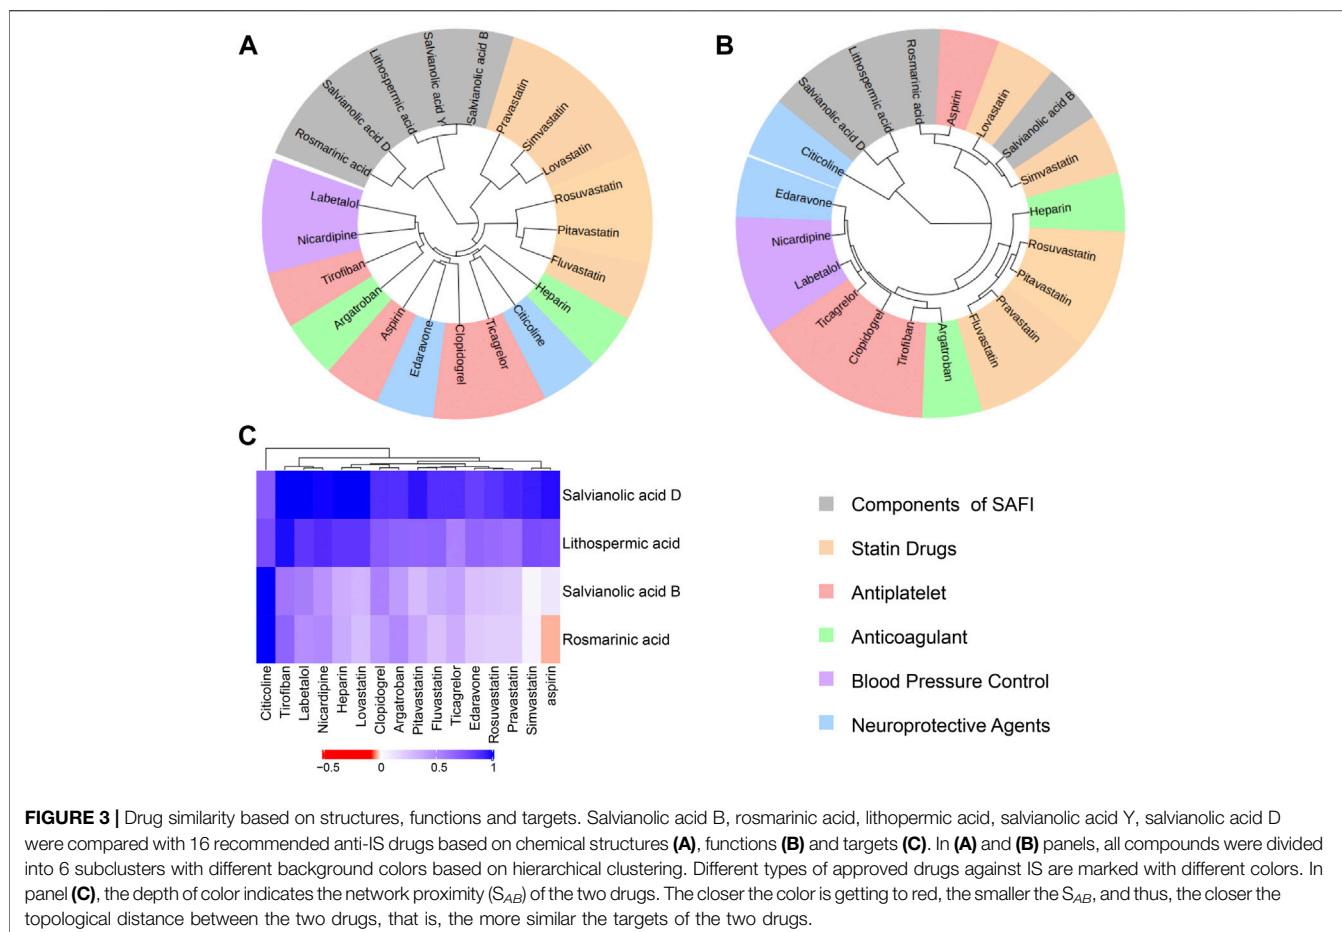 A
Rosmarinic acid
Salvianolic acid D
Lithospermic acid
Salvianolic acid Y
Salvianolic acid B
Pravastatin
Simvastatin
Lovastatin
Rosuvastatin
Pitavastatin
Fluvastatin
Heparin
Citicoline
Ticagrelor
Clopidogrel
Edaravone
Aspirin
Argatroban
Tirofiban
Nicardipine
Labetalol
B
Citicoline
Salvianolic acid D
Lithospermic acid
Rosmarinic acid
Aspirin
Lovastatin
Salvianolic acid B
Simvastatin
Heparin
Rosuvastatin
Pitavastatin
Pravastatin
Fluvastatin
Argatroban
Tirofiban
Clopidogrel
Ticagrelor
Labetalol
Nicardipine
Edaravone
C
Salvianolic acid D
Lithospermic acid
Salvianolic acid B
Rosmarinic acid
Citicoline
Tirofiban
Labetalol
Nicardipine
Heparin
Lovastatin
Clopidogrel
Argatroban
Pitavastatin
Fluvastatin
Ticagrelor
Edaravone
Rosuvastatin
Pravastatin
Simvastatin
aspirin
−0.5 0 0.5 1
Components of SAFI
Statin Drugs
Antiplatelet
Anticoagulant
Blood Pressure Control
Neuroprotective Agents
FIGURE 3 | Drug similarity based on structures, functions and targets. Salvianolic acid B, rosmarinic acid, lithopermic acid, salvianolic acid Y, salvianolic acid D
were compared with 16 recommended anti-IS drugs based on chemical structures (A), functions (B) and targets (C). In (A) and (B) panels, all compounds were divided
into 6 subclusters with different background colors based on hierarchical clustering. Different types of approved drugs against IS are marked with different colors. In
panel (C), the depth of color indicates the network proximity (SAB) of the two drugs. The closer the color is getting to red, the smaller the SAB, and thus, the closer the
topological distance between the two drugs, that is, the more similar the targets of the two drugs.